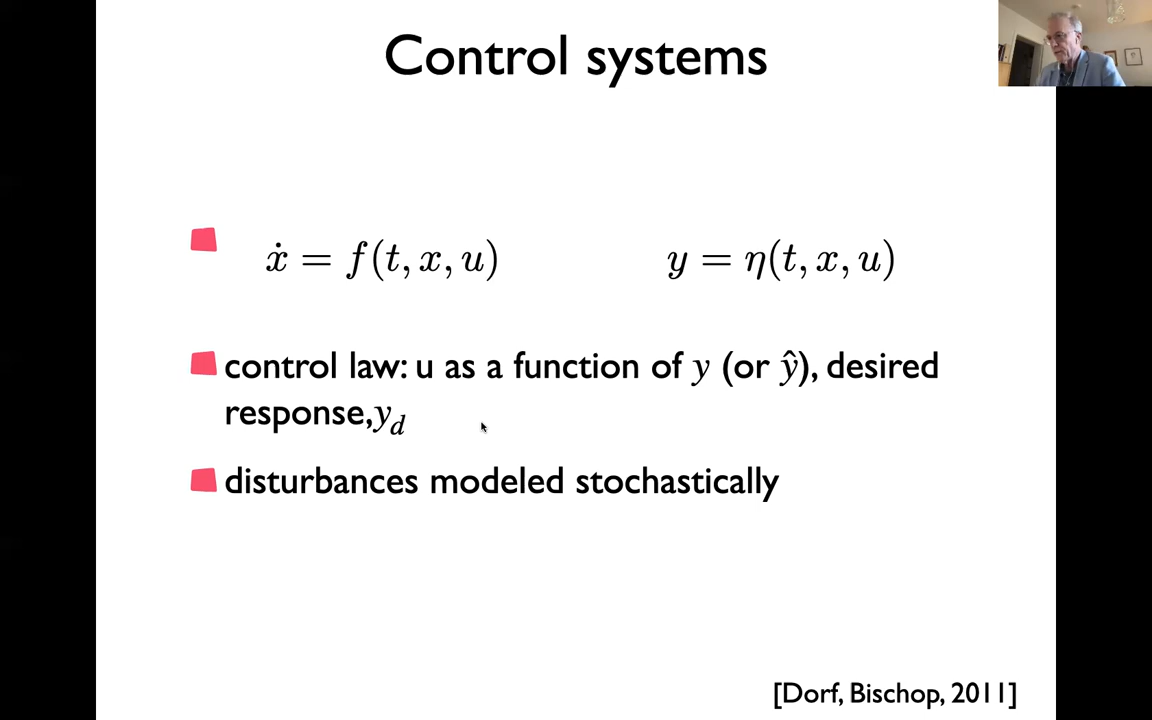 Control systems
ẋ = f(t, x, u) y = η(t, x, u)
control law: u as a function of y (or ŷ), desired
response,y_d
disturbances modeled stochastically
[Dorf, Bischop, 2011]